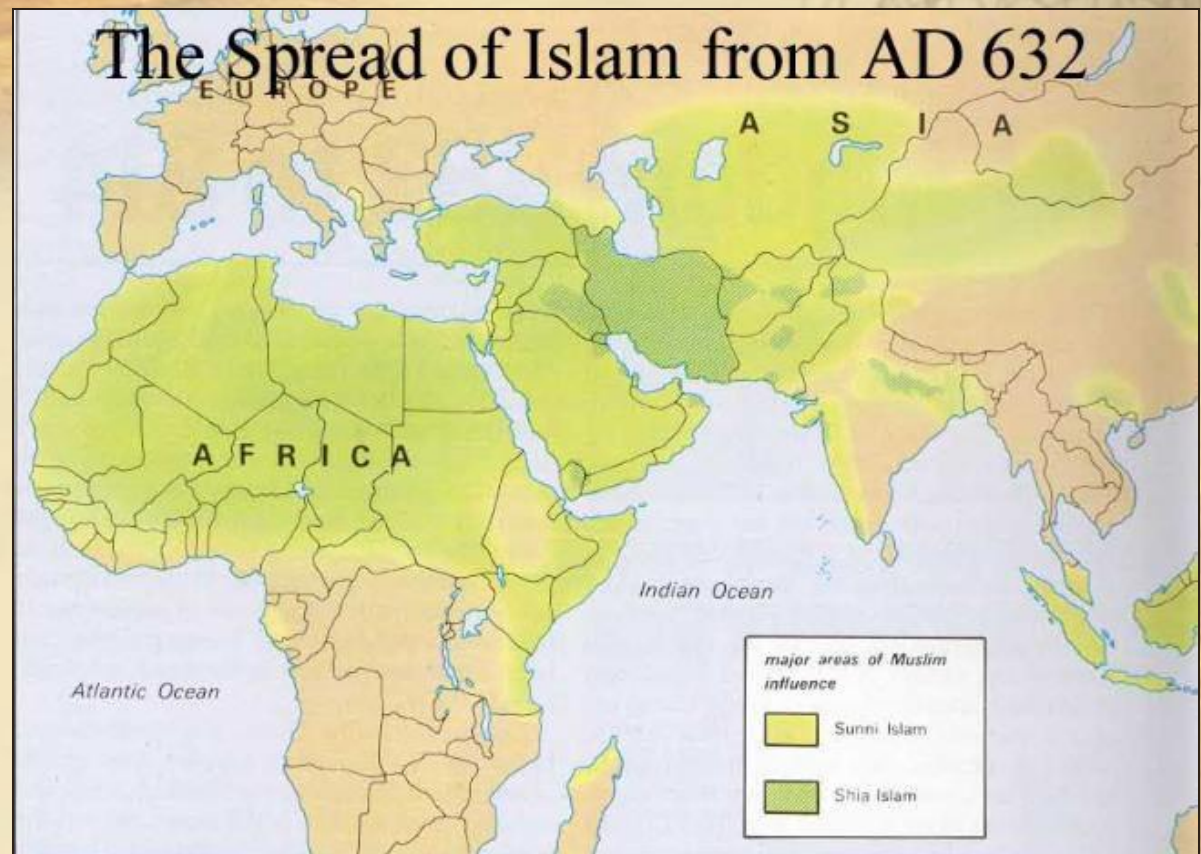 The Spread of Islam from AD 632
EUROPE
ASIA
AFRICA
Indian Ocean
Atlantic Ocean
major areas of Muslim
influence
Sunni Islam
Shia Islam